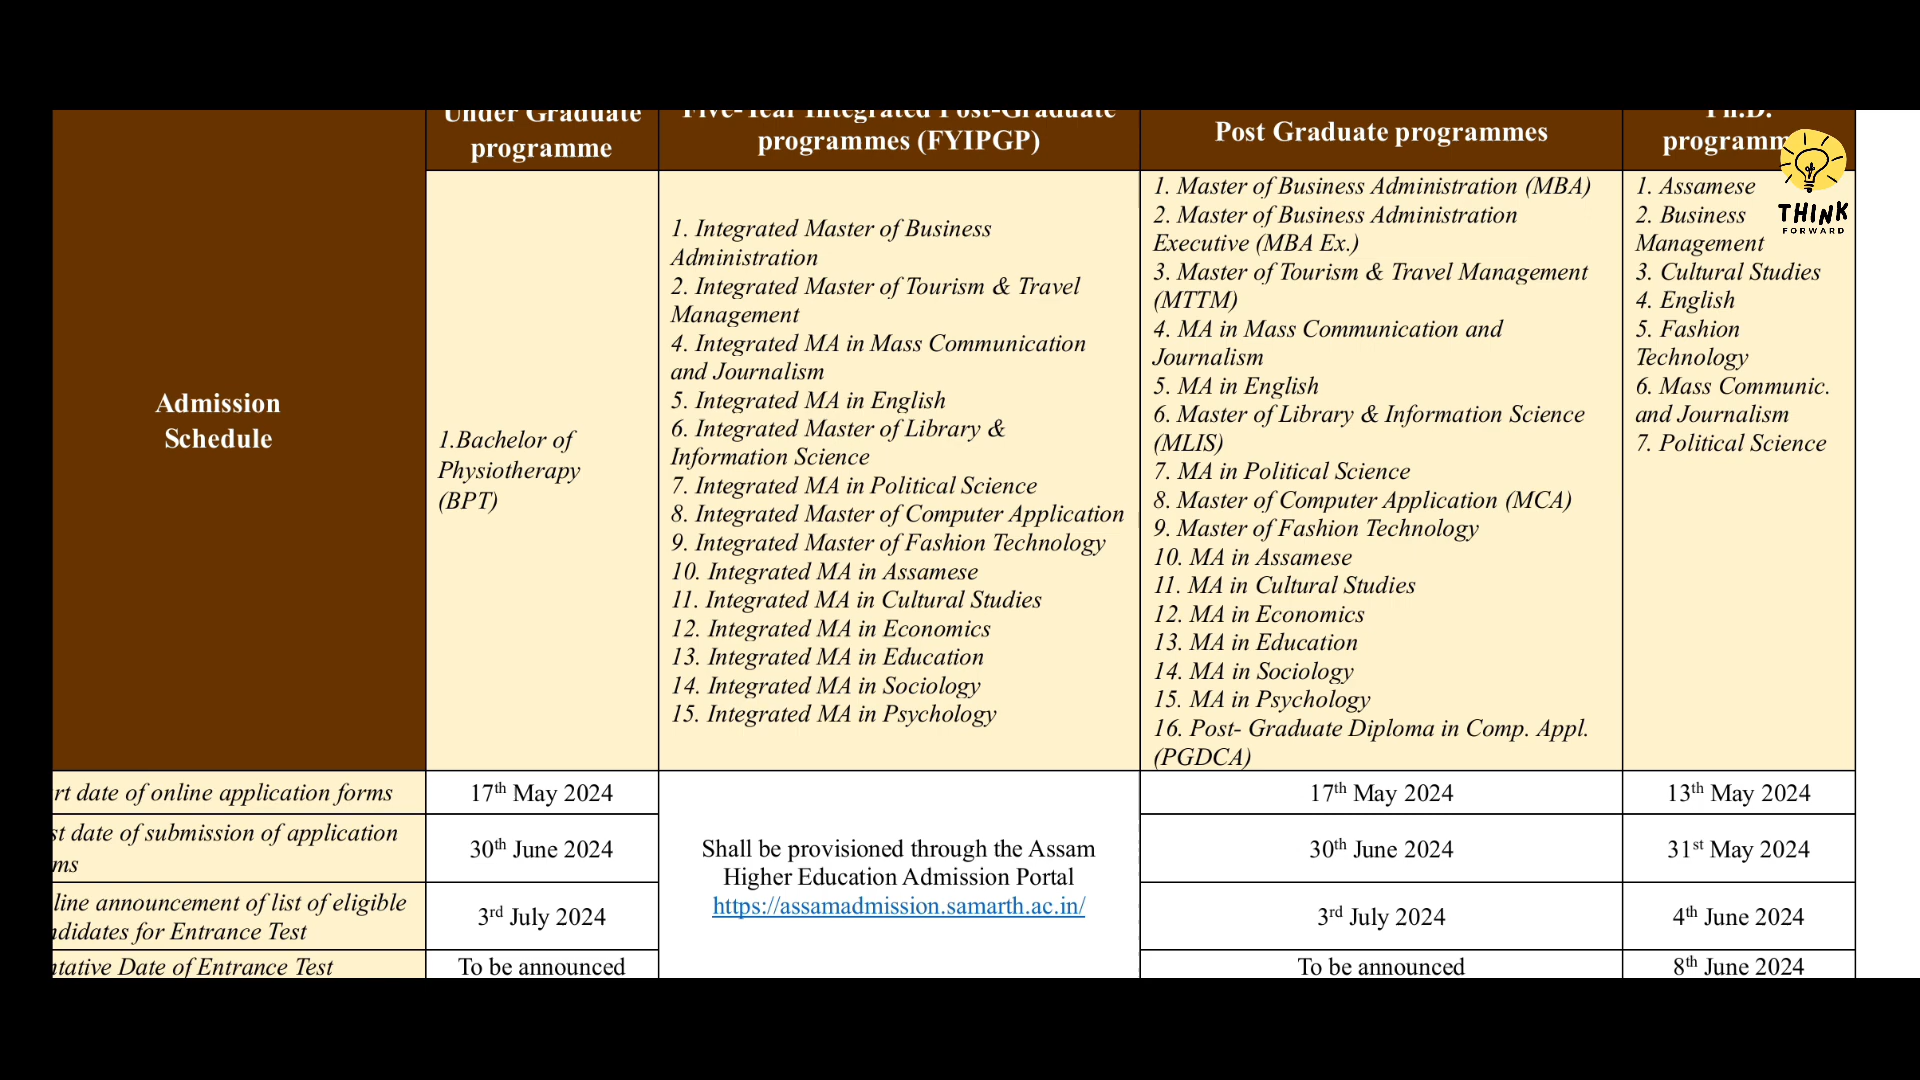 Under Graduate
programme
Five-Year Integrated Post-Graduate
programmes (FYIPGP)
Post Graduate programmes
Ph.D.
Admission
Schedule
1.Bachelor of
Physiotherapy
(BPT)
1. Integrated Master of Business
Administration
2. Integrated Master of Tourism & Travel
Management
4. Integrated MA in Mass Communication
and Journalism
5. Integrated MA in English
6. Integrated Master of Library &
Information Science
7. Integrated MA in Political Science
8. Integrated Master of Computer Application
9. Integrated Master of Fashion Technology
10. Integrated MA in Assamese
11. Integrated MA in Cultural Studies
12. Integrated MA in Economics
13. Integrated MA in Education
14. Integrated MA in Sociology
15. Integrated MA in Psychology
1. Master of Business Administration (MBA)
2. Master of Business Administration
Executive (MBA Ex.)
3. Master of Tourism & Travel Management
(MTTM)
4. MA in Mass Communication and
Journalism
5. MA in English
6. Master of Library & Information Science
(MLIS)
7. MA in Political Science
8. Master of Computer Application (MCA)
9. Master of Fashion Technology
10. MA in Assamese
11. MA in Cultural Studies
12. MA in Economics
13. MA in Education
14. MA in Sociology
15. MA in Psychology
16. Post- Graduate Diploma in Comp. Appl.
(PGDCA)
1. Assamese
2. Business
Management
3. Cultural Studies
4. English
5. Fashion
Technology
6. Mass Communic.
and Journalism
7. Political Science
THINK
FORWARD
date of online application forms
17th May 2024
Shall be provisioned through the Assam
Higher Education Admission Portal
https://assamadmission.samarth.ac.in/
17th May 2024
13th May 2024
date of submission of application
30th June 2024
30th June 2024
31st May 2024
announcement of list of eligible
for Entrance Test
3rd July 2024
3rd July 2024
4th June 2024
Date of Entrance Test
To be announced
To be announced
8th June 2024